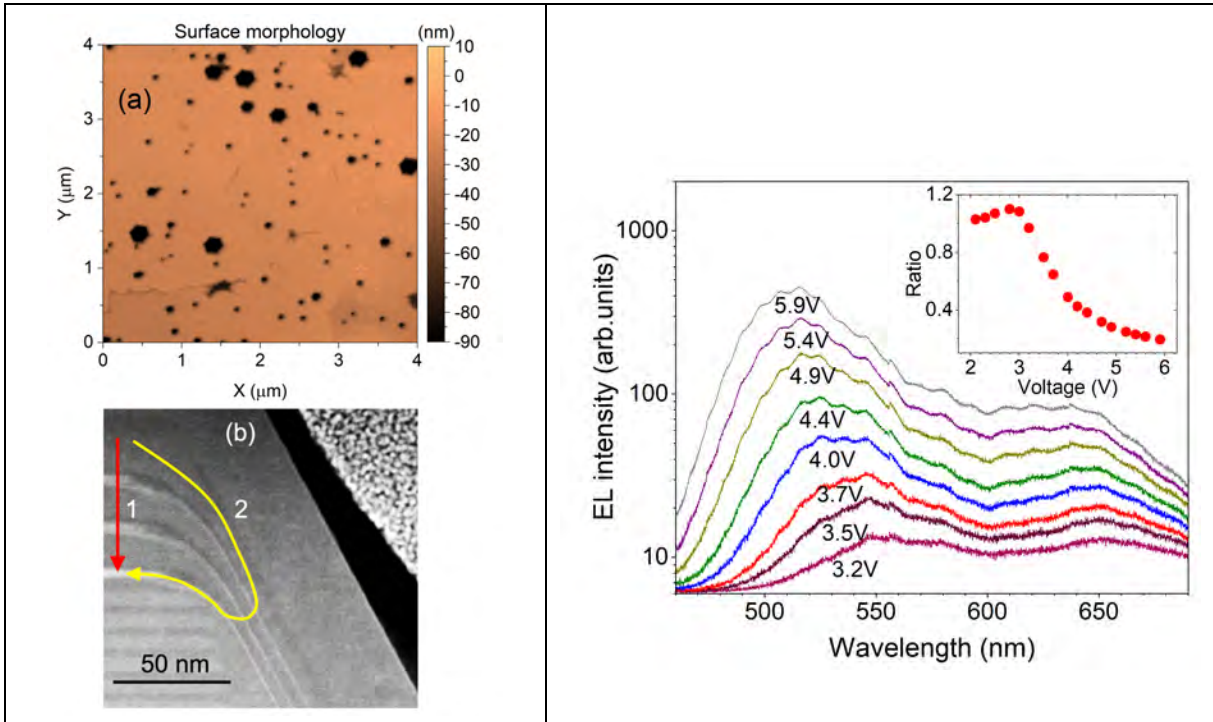 Surface morphology
(nm)
4
3
2
1
0
Y (μm)
(a)
10
0
-10
-20
-30
-40
-50
-60
-70
-80
-90
0
1
2
3
4
X (μm)
(b)
1
2
50 nm
EL intensity (arb.units)
1000
100
10
5.9V
5.4V
4.9V
4.4V
4.0V
3.7V
3.5V
3.2V
500
550
600
650
Wavelength (nm)
Ratio
1.2
0.8
0.4
2
3
4
5
6
Voltage (V)